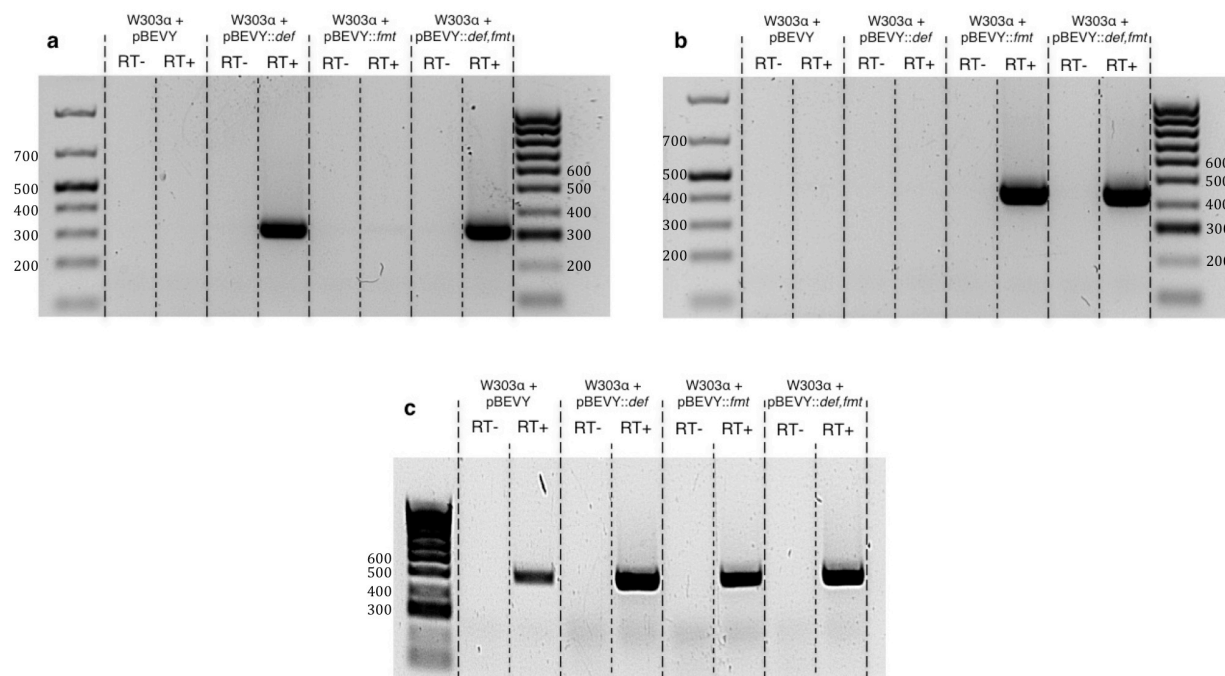 a
W303α + W303α + W303α + W303α +
pBEVY pBEVY::def pBEVY::fmt pBEVY::def,fmt
RT- RT+ RT- RT+ RT- RT+ RT- RT+
700
500
400
300
200
600
500
400
300
200
b
W303α + W303α + W303α + W303α +
pBEVY pBEVY::def pBEVY::fmt pBEVY::def,fmt
RT- RT+ RT- RT+ RT- RT+ RT- RT+
700
500
400
300
200
600
500
400
300
200
c
W303α + W303α + W303α + W303α +
pBEVY pBEVY::def pBEVY::fmt pBEVY::def,fmt
RT- RT+ RT- RT+ RT- RT+ RT- RT+
600
500
400
300